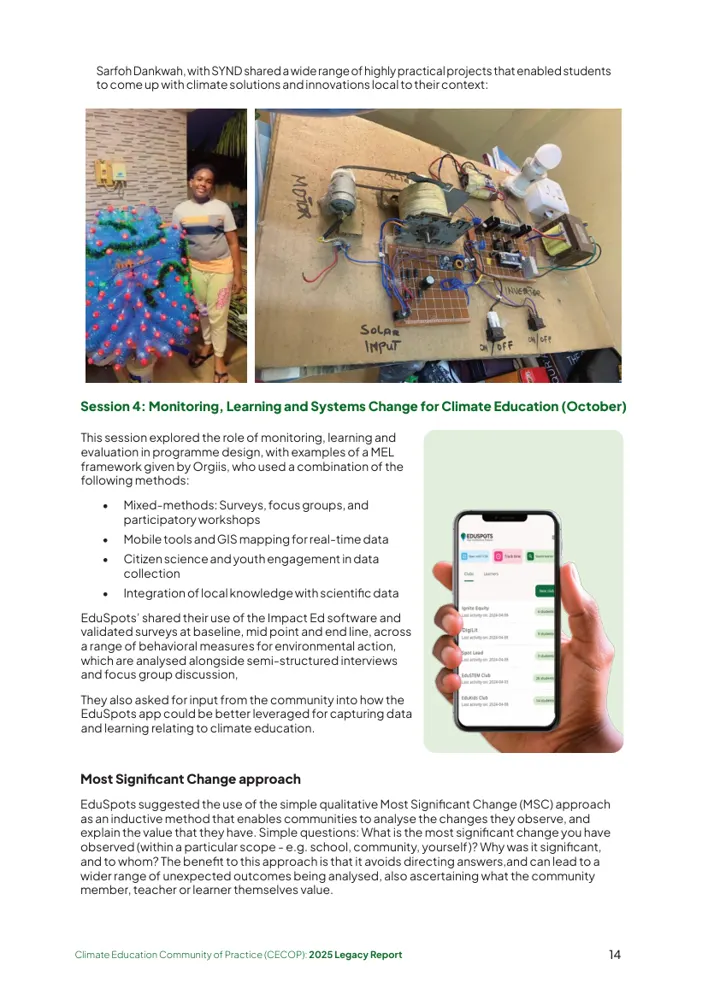 Sarfoh Dankwah, with SYND shared a wide range of highly practical projects that enabled students
to come up with climate solutions and innovations local to their context:
MOTOR
SOLAR
INPUT
INVERTER
ON/OFF
ON/OFF
Session 4: Monitoring, Learning and Systems Change for Climate Education (October)
This session explored the role of monitoring, learning and
evaluation in programme design, with examples of a MEL
framework given by Orgiis, who used a combination of the
following methods:
• Mixed-methods: Surveys, focus groups, and
participatory workshops
• Mobile tools and GIS mapping for real-time data
• Citizen science and youth engagement in data
collection
• Integration of local knowledge with scientific data
EduSpots' shared their use of the Impact Ed software and
validated surveys at baseline, mid point and end line, across
a range of behavioral measures for environmental action,
which are analysed alongside semi-structured interviews
and focus group discussion,
They also asked for input from the community into how the
EduSpots app could be better leveraged for capturing data
and learning relating to climate education.
EDUSPOTS
Track data
Clubs Learners
Ignite Equity
Last activity on: 2024-04-09
Spot Lead
EduSTEM Club
EduKidz Club
Most Significant Change approach
EduSpots suggested the use of the simple qualitative Most Significant Change (MSC) approach
as an inductive method that enables communities to analyse the changes they observe, and
explain the value that they have. Simple questions: What is the most significant change you have
observed (within a particular scope - e.g. school, community, yourself)? Why was it significant,
and to whom? The benefit to this approach is that it avoids directing answers,and can lead to a
wider range of unexpected outcomes being analysed, also ascertaining what the community
member, teacher or learner themselves value.
Climate Education Community of Practice (CECOP): 2025 Legacy Report
14